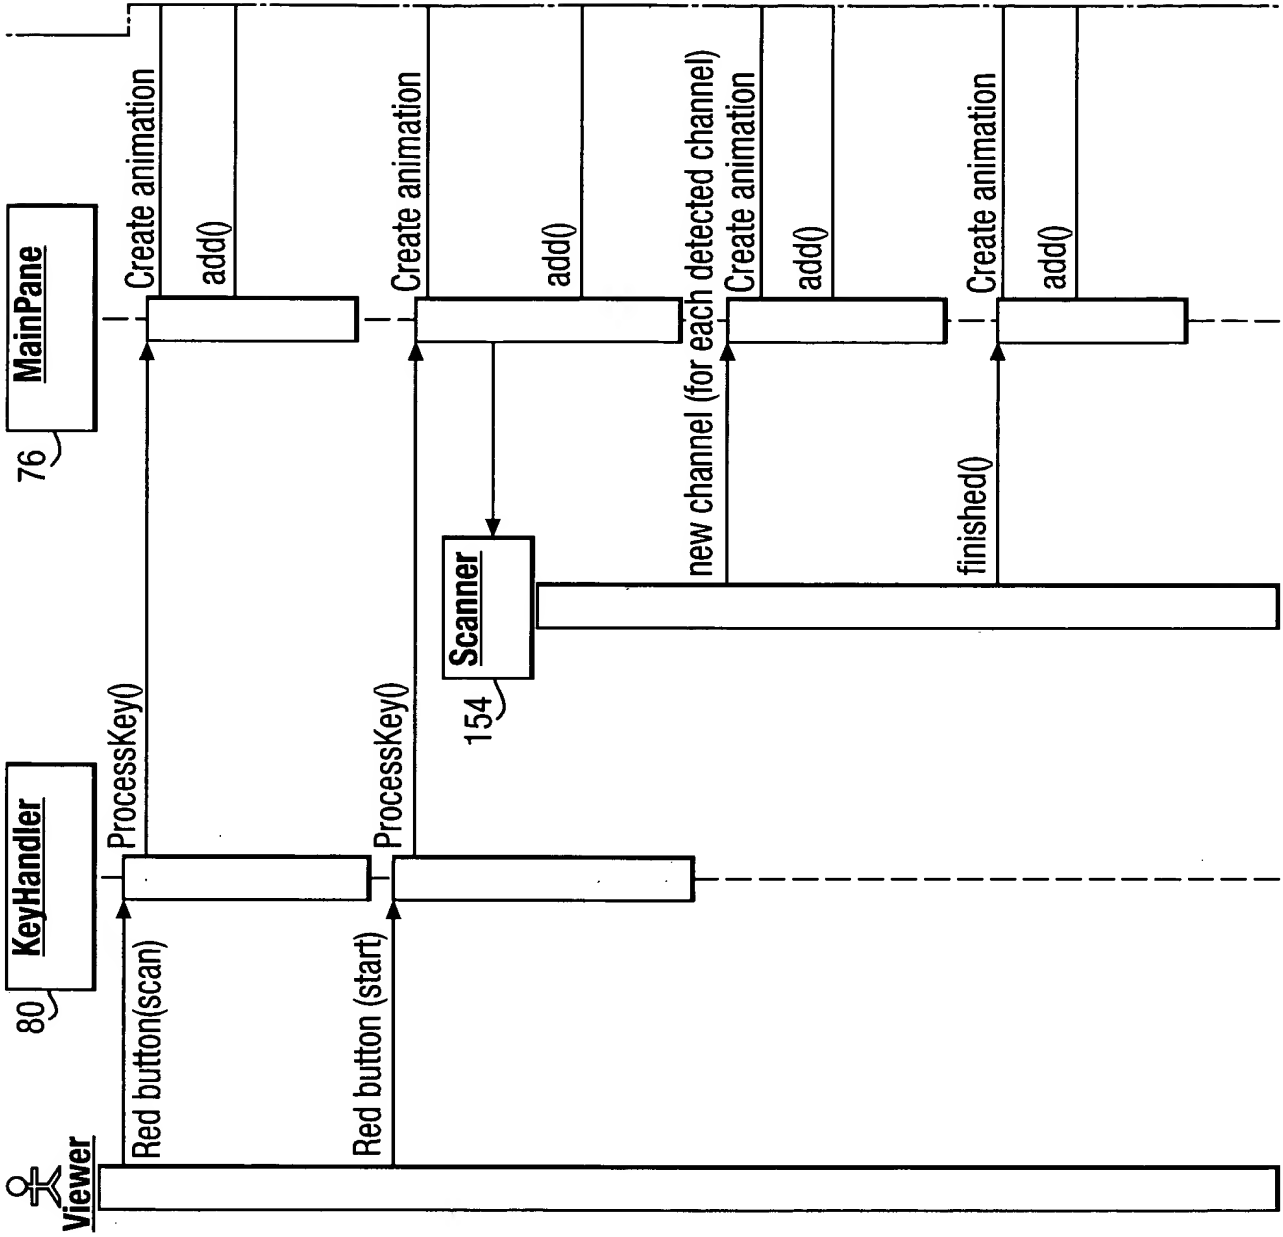 Viewer
80
KeyHandler
76
MainPane
Red button(scan)
ProcessKey()
Create animation
add()
Red button (start)
ProcessKey()
Create animation
154
Scanner
add()
new channel (for each detected channel)
Create animation
add()
finished()
Create animation
add()